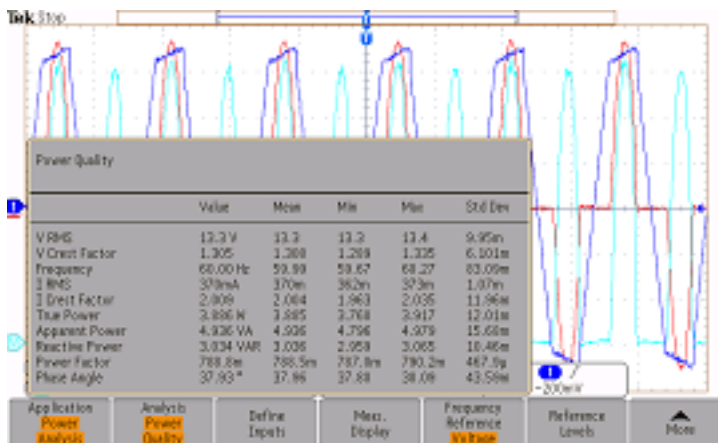 Tek Stop
Power Quality
Value Mean Min Max Std Dev
V RMS 13.3 V 13.3 13.3 13.4 9.95m
V Crest Factor 1.305 1.308 1.289 1.335 6.101m
Frequency 60.00 Hz 59.99 59.67 60.27 83.09m
I RMS 370mA 370m 362m 373m 1.07m
I Crest Factor 2.009 2.004 1.963 2.035 11.96m
True Power 3.886 W 3.885 3.768 3.917 12.01m
Apparent Power 4.936 VA 4.936 4.796 4.979 15.68m
Reactive Power 3.034 VAR 3.036 2.959 3.065 10.46m
Power Factor 788.8m 788.5m 787.0m 790.2m 467.9µ
Phase Angle 37.93 ° 37.96 37.80 38.09 43.59m
1
-200mV
Application
Power
Analysis
Analysis
Power
Quality
Define
Inputs
Meas.
Display
Frequency
Reference
Voltage
Reference
Levels
More